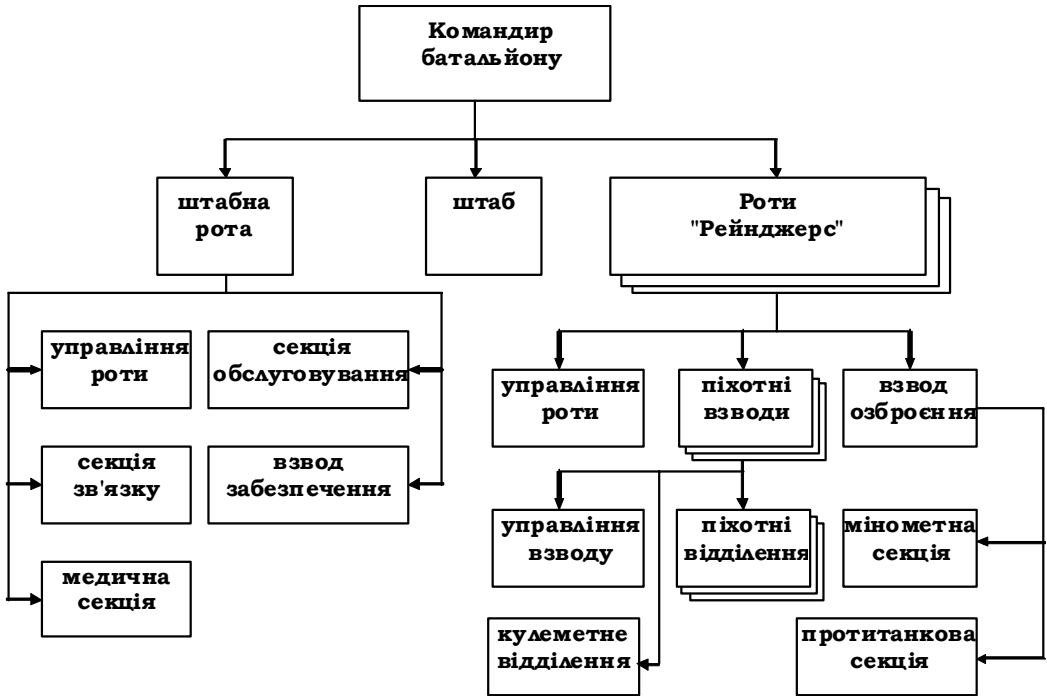 Командир
батальйону
штабна
рота
штаб
Роти
"Рейнджерс"
управління
роти
секція
обслуговування
секція
зв'язку
взвод
забезпечення
медична
секція
управління
роти
піхотні
взводи
взвод
озброєння
управління
взводу
піхотні
відділення
мінометна
секція
кулеметне
відділення
протитанкова
секція